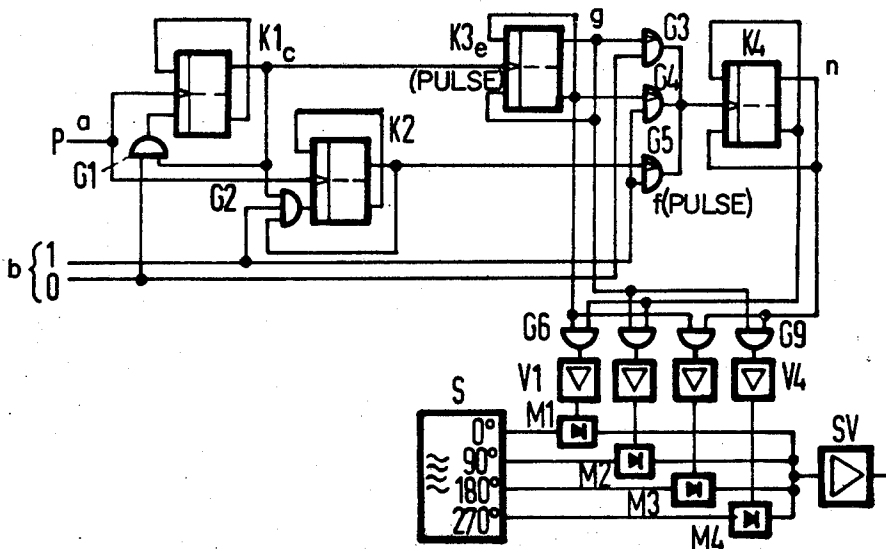 g
G3
K1
c
K3
e
K4
n
(PULSE)
G4
a
P
K2
G5
G1
G2
f(PULSE)
b { 1
0
G6
G9
V1
V4
S
M1
SV
0°
90°
M2
180°
M3
270°
M4